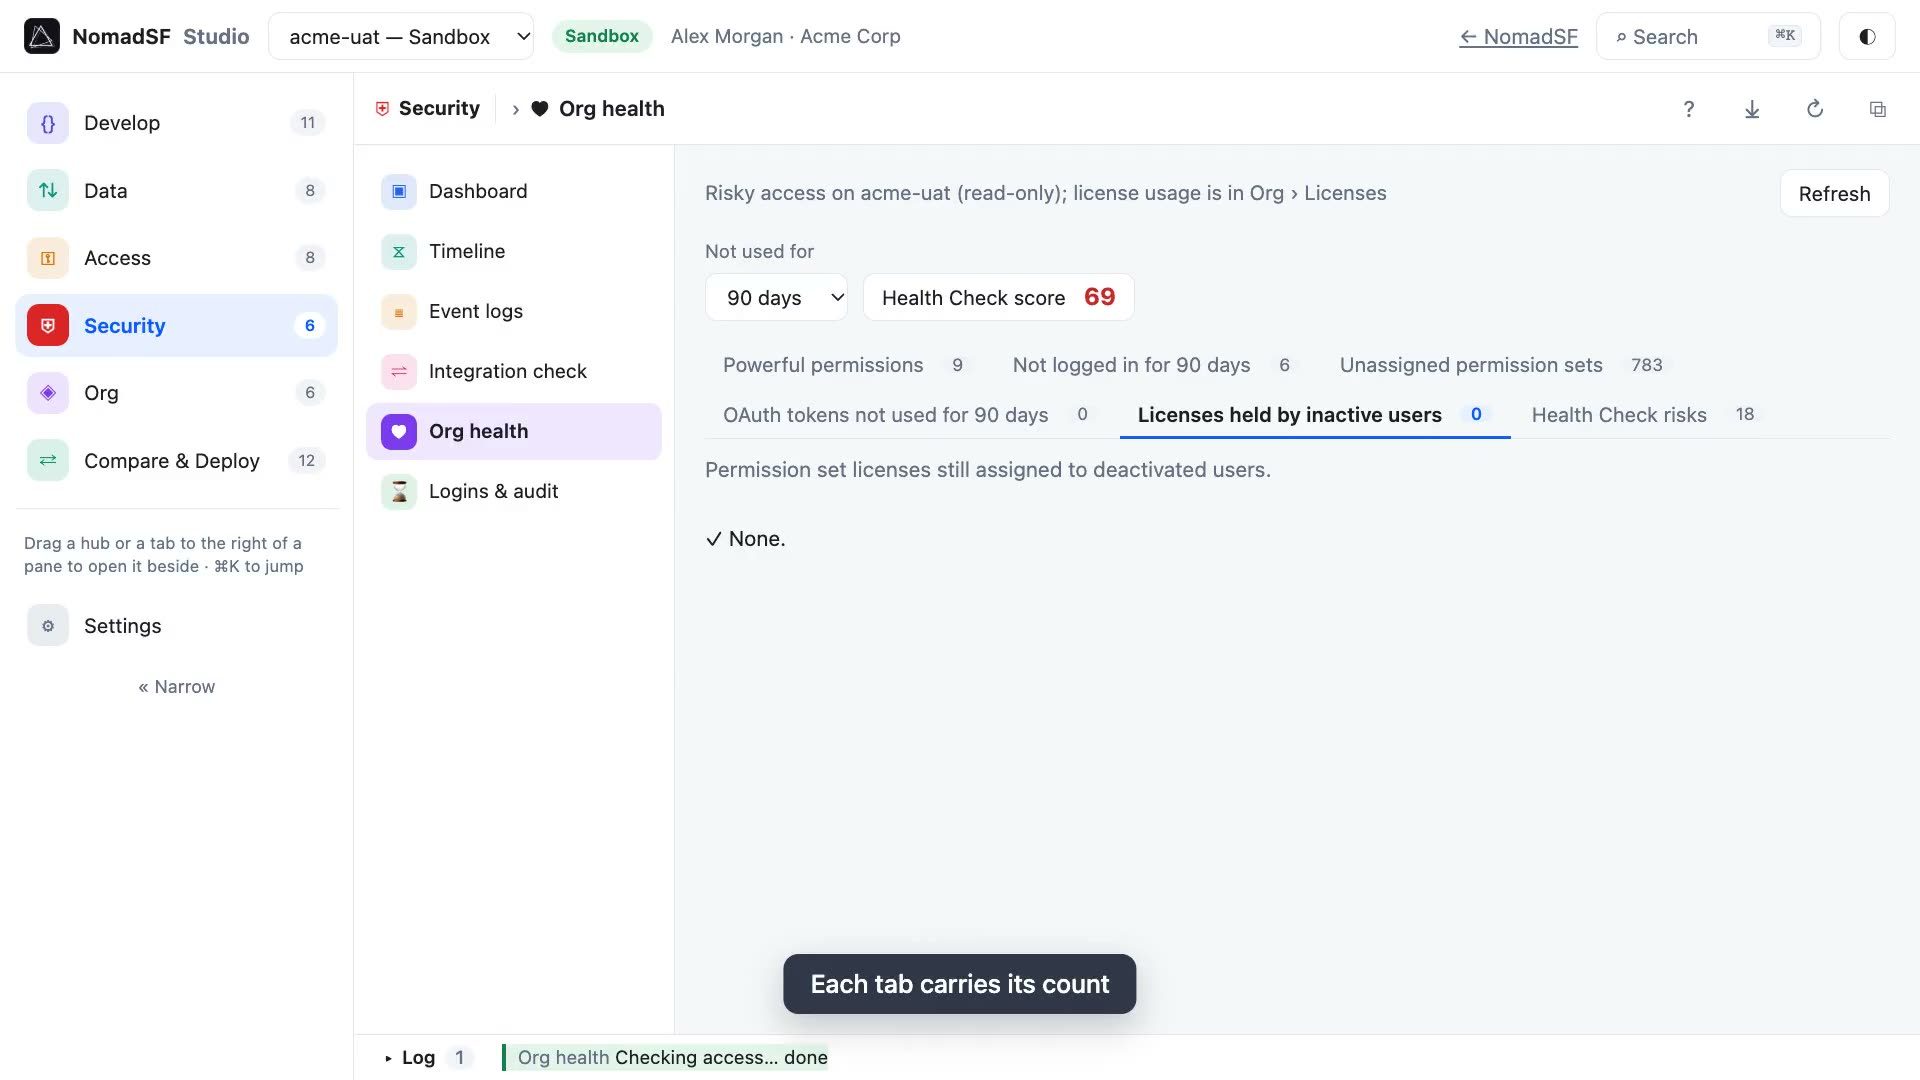 NomadSF Studio
acme-uat — Sandbox
Sandbox
Alex Morgan · Acme Corp
← NomadSF
Search
⌘K
Develop 11
Data 8
Access 8
Security 6
Org 6
Compare & Deploy 12
Drag a hub or a tab to the right of a
pane to open it beside · ⌘K to jump
Settings
« Narrow
Security › Org health
?
Dashboard
Timeline
Event logs
Integration check
Org health
Logins & audit
Risky access on acme-uat (read-only); license usage is in Org › Licenses
Refresh
Not used for
90 days
Health Check score 69
Powerful permissions 9
Not logged in for 90 days 6
Unassigned permission sets 783
OAuth tokens not used for 90 days 0
Licenses held by inactive users 0
Health Check risks 18
Permission set licenses still assigned to deactivated users.
✓ None.
Each tab carries its count
Log 1
Org health Checking access... done